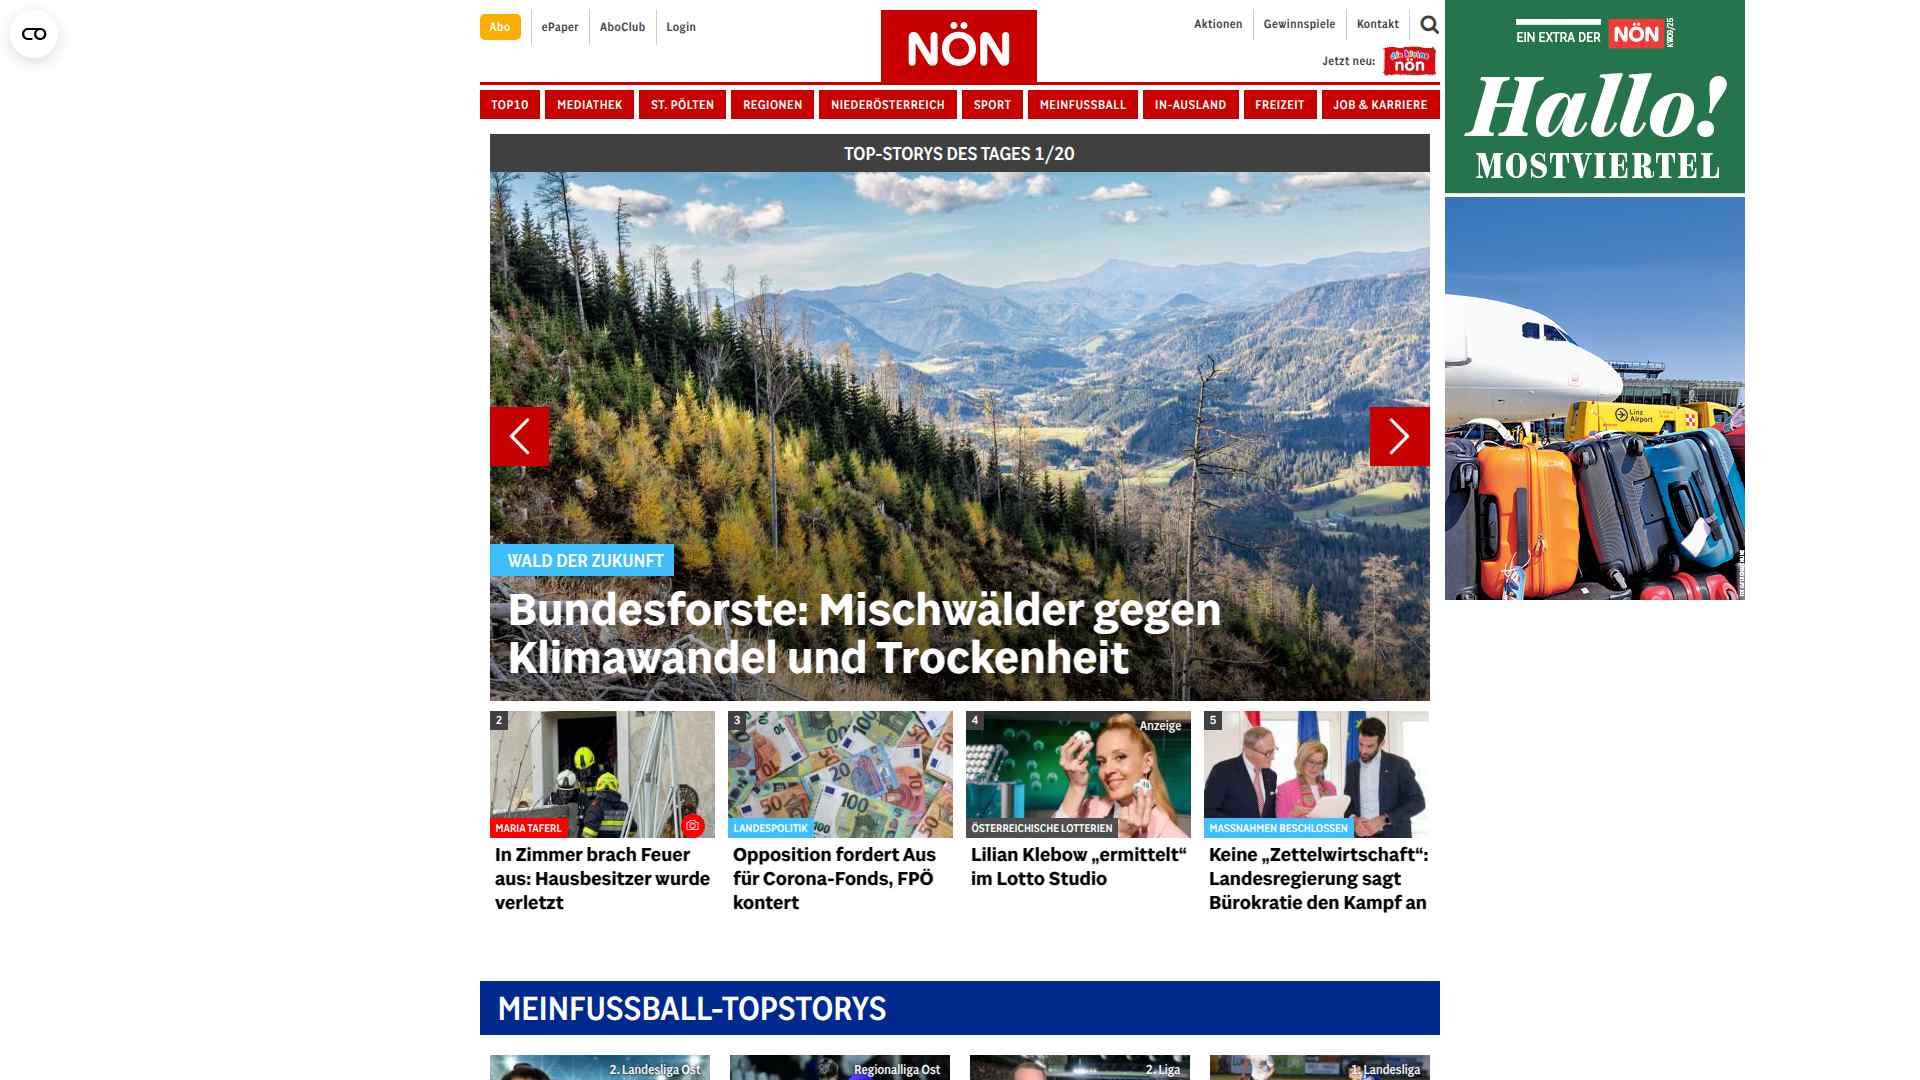 Abo
ePaper
AboClub
Login
NÖN
Aktionen
Gewinnspiele
Kontakt
Jetzt neu:
die kleine
nön
TOP10
MEDIATHEK
ST. PÖLTEN
REGIONEN
NIEDERÖSTERREICH
SPORT
MEINFUSSBALL
IN-AUSLAND
FREIZEIT
JOB & KARRIERE
TOP-STORYS DES TAGES 1/20
WALD DER ZUKUNFT
Bundesforste: Mischwälder gegen
Klimawandel und Trockenheit
2
MARIA TAFERL
In Zimmer brach Feuer
aus: Hausbesitzer wurde
verletzt
3
LANDESPOLITIK
Opposition fordert Aus
für Corona-Fonds, FPÖ
kontert
4
Anzeige
ÖSTERREICHISCHE LOTTERIEN
Lilian Klebow „ermittelt“
im Lotto Studio
5
MASSNAHMEN BESCHLOSSEN
Keine „Zettelwirtschaft“:
Landesregierung sagt
Bürokratie den Kampf an
MEINFUSSBALL-TOPSTORYS
2. Landesliga Ost
Regionalliga Ost
2. Liga
1. Landesliga
EIN EXTRA DER NÖN
KW09/25
Hallo!
MOSTVIERTEL
Linz
Airport